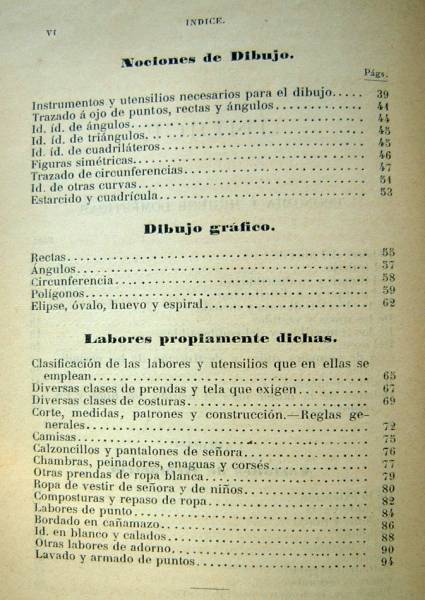 VI
INDICE.
Nociones de Dibujo.
Págs.
Instrumentos y utensilios necesarios para el dibujo..... 39
Trazado á ojo de puntos, rectas y ángulos............... 41
Id. íd. de ángulos............... 44
Id. íd. de triángulos............... 45
Id. íd. de cuadriláteros............... 45
Figuras simétricas............... 46
Trazado de circunferencias............... 47
Id. de otras curvas............... 51
Estarcido y cuadrícula............... 53
Dibujo gráfico.
Rectas............... 55
Ángulos............... 57
Circunferencia............... 58
Polígonos............... 59
Elipse, óvalo, huevo y espiral............... 62
Labores propiamente dichas.
Clasificación de las labores y utensilios que en ellas se
emplean............... 65
Diversas clases de prendas y tela que exigen............... 67
Diversas clases de costuras............... 69
Corte, medidas, patrones y construcción.—Reglas ge-
nerales............... 72
Camisas............... 75
Calzoncillos y pantalones de señora............... 76
Chambras, peinadores, enaguas y corsés............... 77
Otras prendas de ropa blanca............... 79
Ropa de vestir de señora y de niños............... 80
Composturas y repaso de ropa............... 82
Labores de punto............... 84
Bordado en cañamazo............... 86
Id. en blanco y calados............... 88
Otras labores de adorno............... 90
Lavado y armado de puntos............... 94